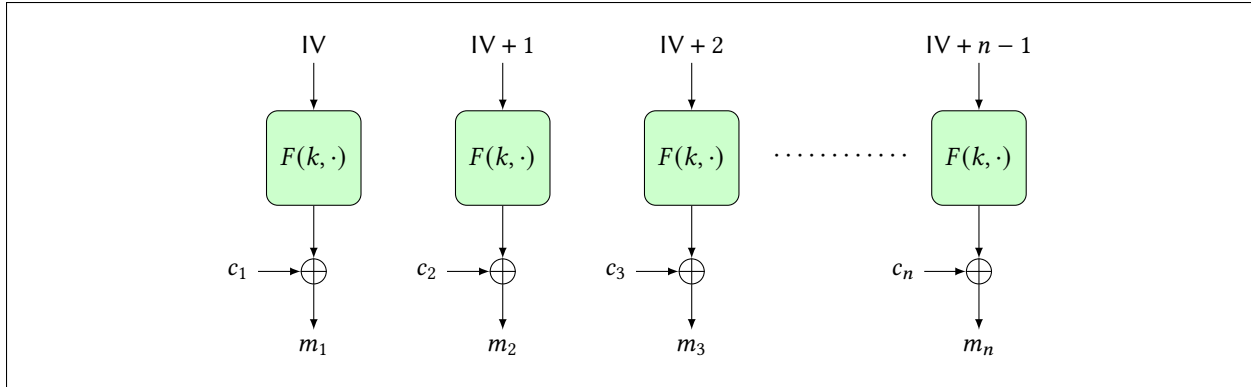 IV IV + 1 IV + 2 IV + n − 1
F(k, ·) F(k, ·) F(k, ·) ············ F(k, ·)
c₁ c₂ c₃ cₙ
m₁ m₂ m₃ mₙ